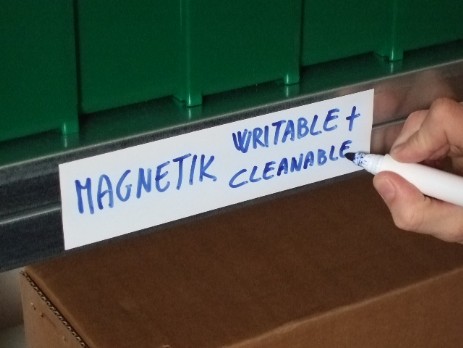 MAGNETIK WRITABLE +
CLEANABLE